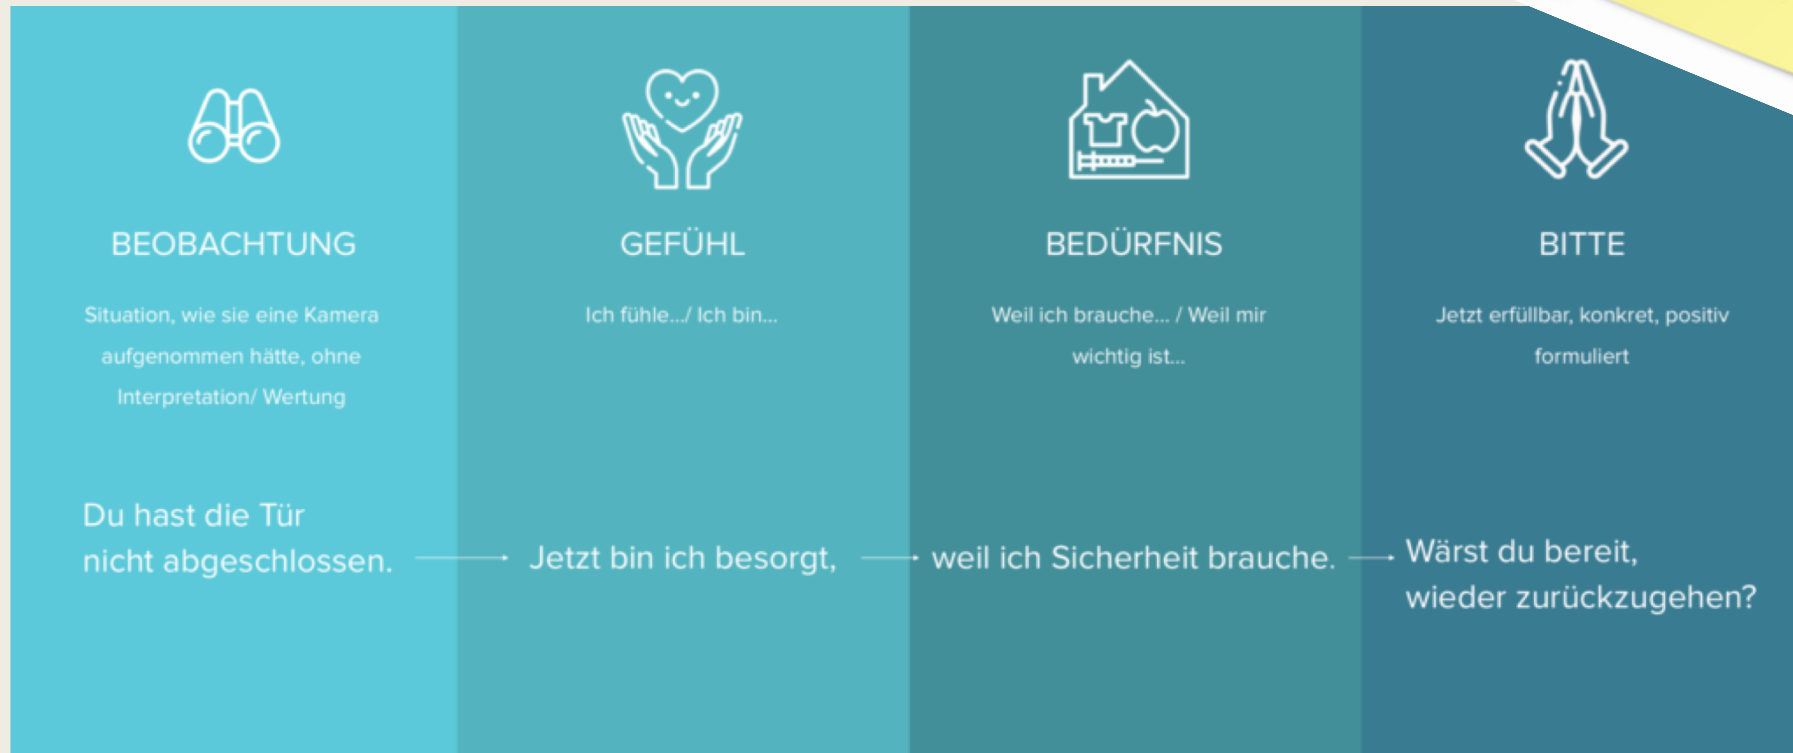 BEOBACHTUNG
Situation, wie sie eine Kamera
aufgenommen hätte, ohne
Interpretation/ Wertung
Du hast die Tür
nicht abgeschlossen.
GEFÜHL
Ich fühle.../ Ich bin...
Jetzt bin ich besorgt,
BEDÜRFNIS
Weil ich brauche... / Weil mir
wichtig ist...
weil ich Sicherheit brauche.
BITTE
Jetzt erfüllbar, konkret, positiv
formuliert
Wärst du bereit,
wieder zurückzugehen?